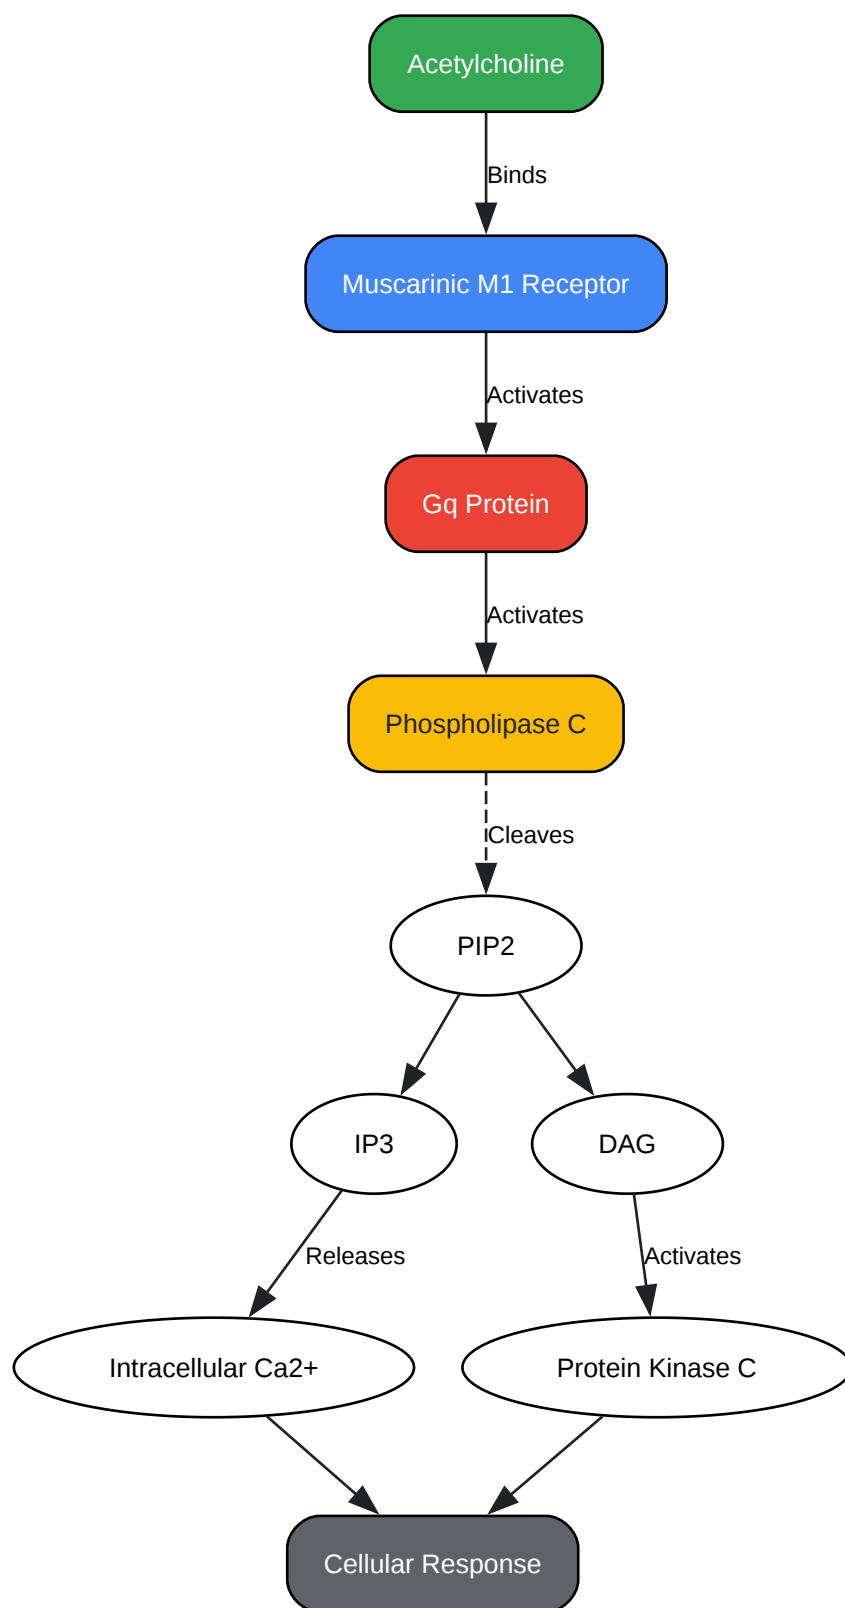 Acetylcholine
Binds
Muscarinic M1 Receptor
Activates
Gq Protein
Activates
Phospholipase C
Cleaves
PIP2
IP3
DAG
Releases
Activates
Intracellular Ca2+
Protein Kinase C
Cellular Response